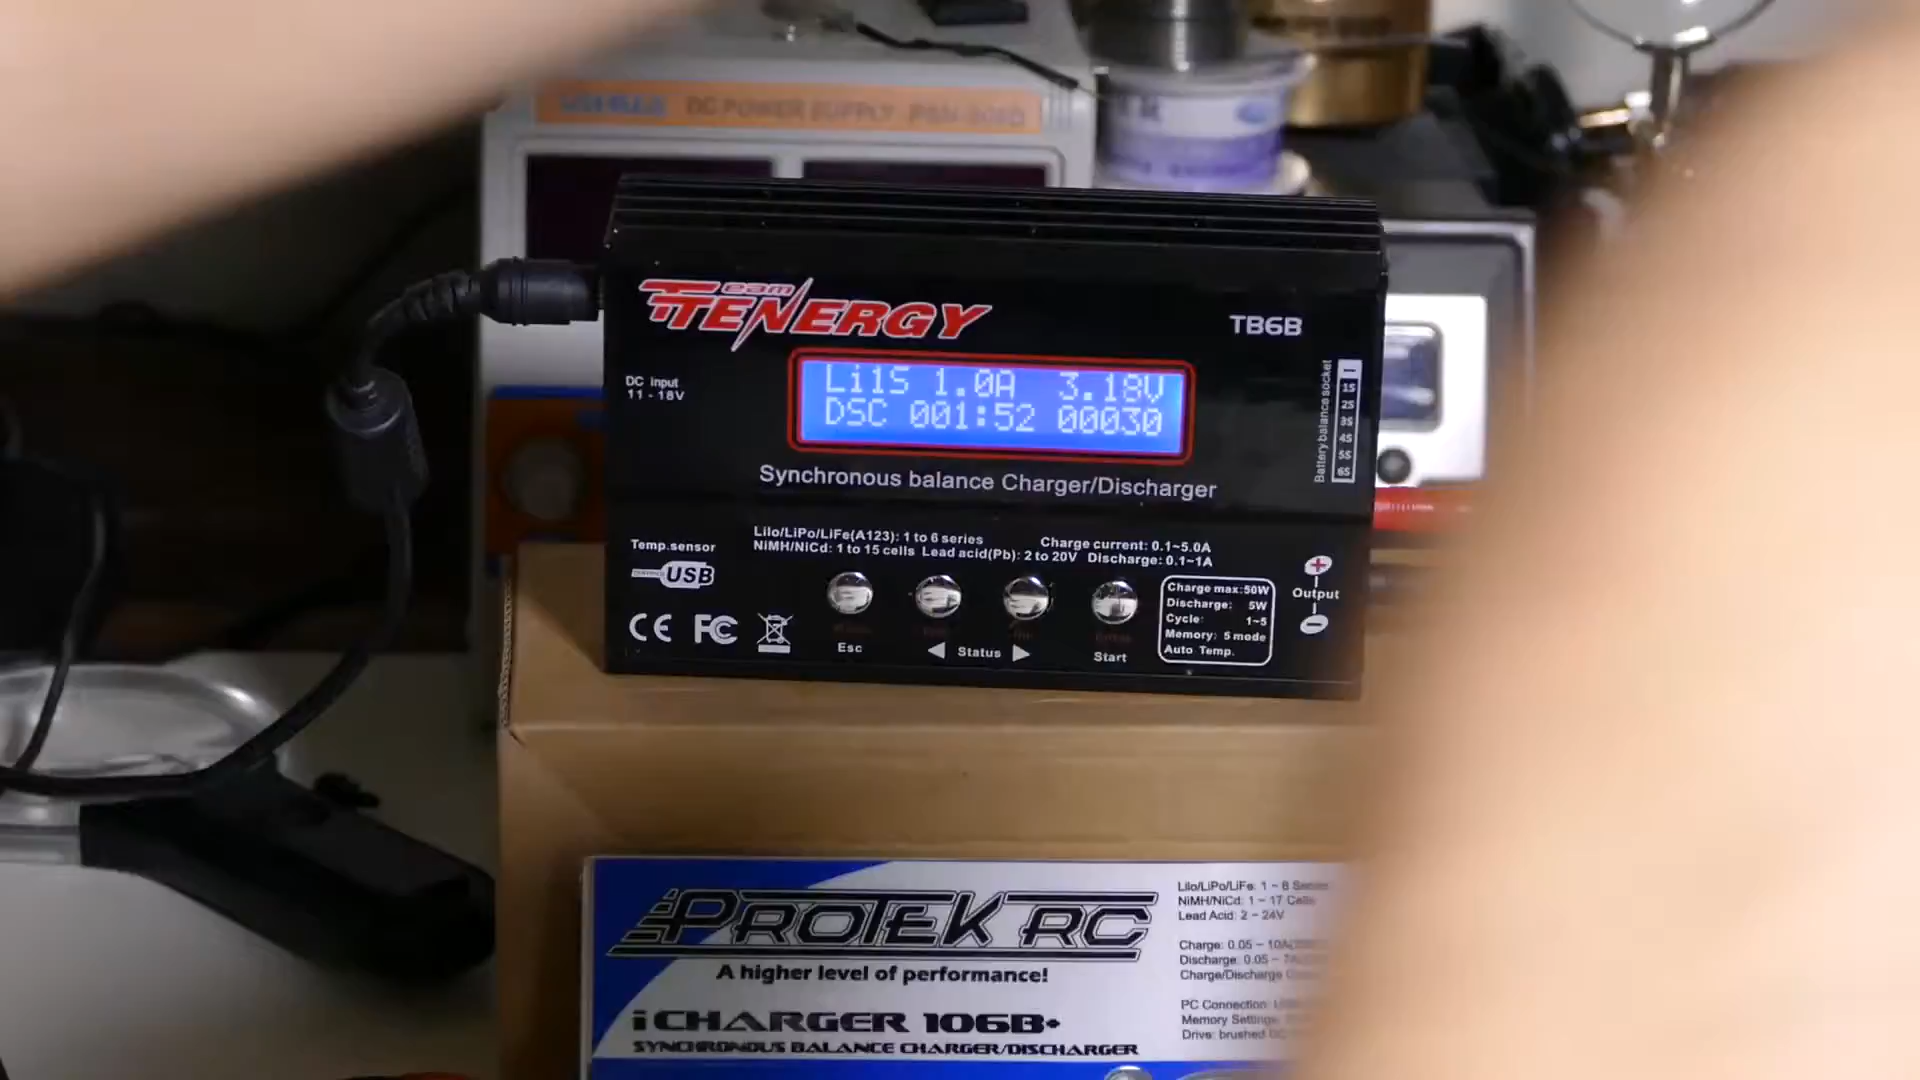 DC POWER SUPPLY
Team
TENERGY
TB6B
DC input
11 - 18V
Li1S 1.0A 3.18V
DSC 001:52 00030
Battery balance socket
1S
2S
3S
4S
5S
6S
Synchronous balance Charger/Discharger
LiIo/LiPo/LiFe(A123): 1 to 6 series
NiMH/NiCd: 1 to 15 cells Lead acid(Pb): 2 to 20V
Charge current: 0.1~5.0A
Discharge: 0.1~1A
Temp.sensor
USB
CE FC
Esc
Status
Start
Charge max:50W
Discharge: 5W
Cycle: 1~5
Memory: 5 mode
Auto Temp.
+
Output
−
PROTEK RC
A higher level of performance!
iCHARGER 106B+
SYNCHRONOUS BALANCE CHARGER/DISCHARGER
LiIo/LiPo/LiFe: 1 ~ 6
NiMH/NiCd: 1 ~ 17 Cells
Lead Acid: 2 ~ 24V
Charge: 0.05 ~ 10A
Discharge: 0.05 ~
Charge/Discharge
PC Connection:
Memory Settings:
Drive: brushed